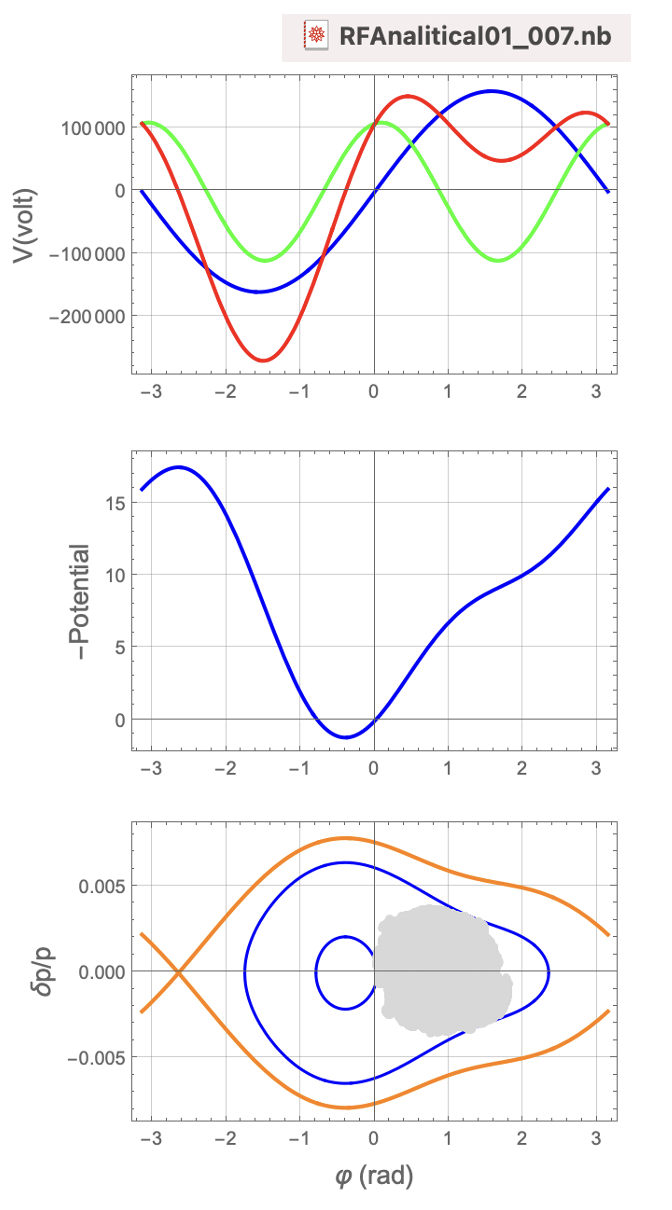 RFAnalitical01_007.nb
100 000
0
−100 000
−200 000
V(volt)
−3 −2 −1 0 1 2 3
15
10
5
0
−Potential
−3 −2 −1 0 1 2 3
0.005
0.000
−0.005
δp/p
−3 −2 −1 0 1 2 3
φ (rad)